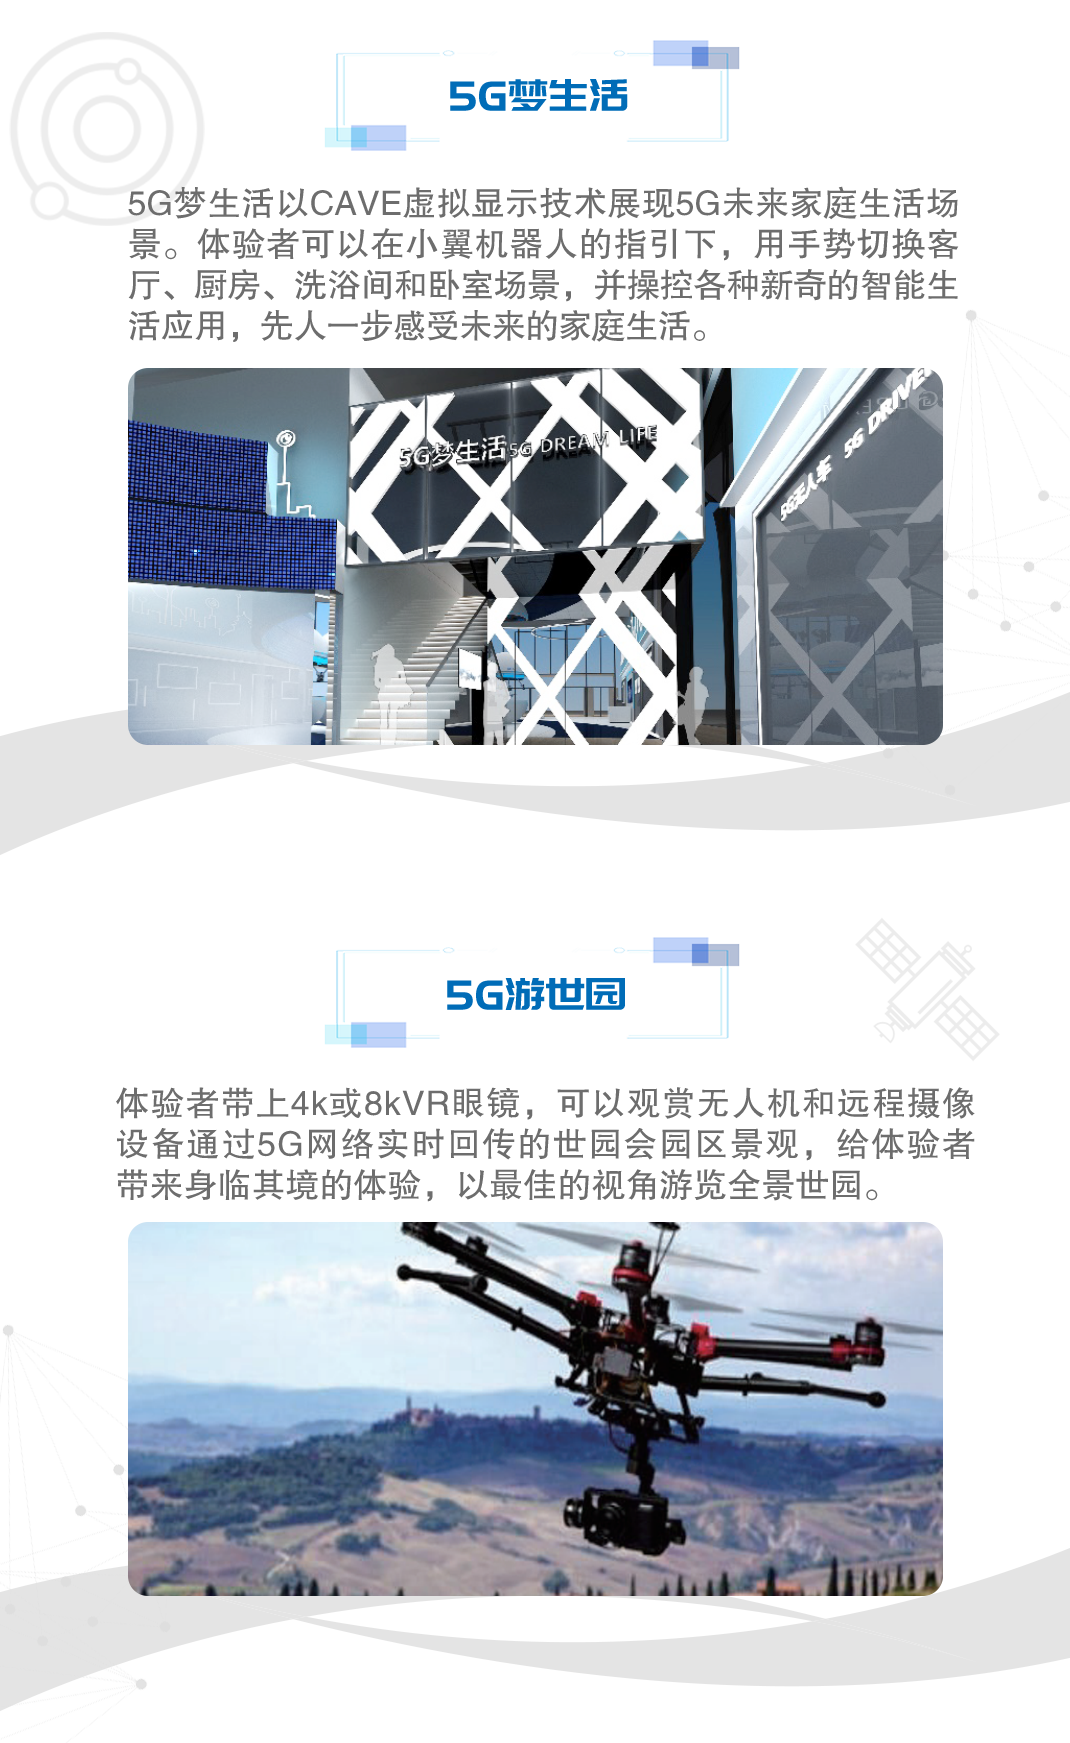 5G梦生活
5G梦生活以CAVE虚拟显示技术展现5G未来家庭生活场
景。体验者可以在小翼机器人的指引下，用手势切换客
厅、厨房、洗浴间和卧室场景，并操控各种新奇的智能生
活应用，先人一步感受未来的家庭生活。
5G梦生活 5G DREAM LIFE
5G无人车 5G DRIVE
5G游世园
体验者带上4k或8kVR眼镜，可以观赏无人机和远程摄像
设备通过5G网络实时回传的世园会园区景观，给体验者
带来身临其境的体验，以最佳的视角游览全景世园。